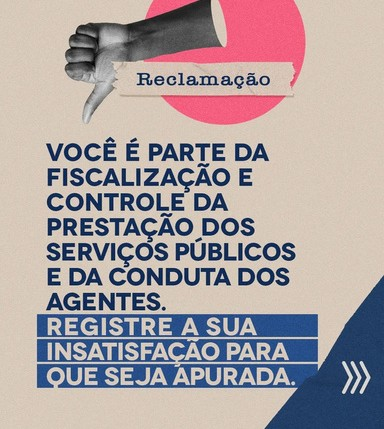 Reclamação
VOCÊ É PARTE DA
FISCALIZAÇÃO E
CONTROLE DA
PRESTAÇÃO DOS
SERVIÇOS PÚBLICOS
E DA CONDUTA DOS
AGENTES.
REGISTRE A SUA
INSATISFAÇÃO PARA
QUE SEJA APURADA.